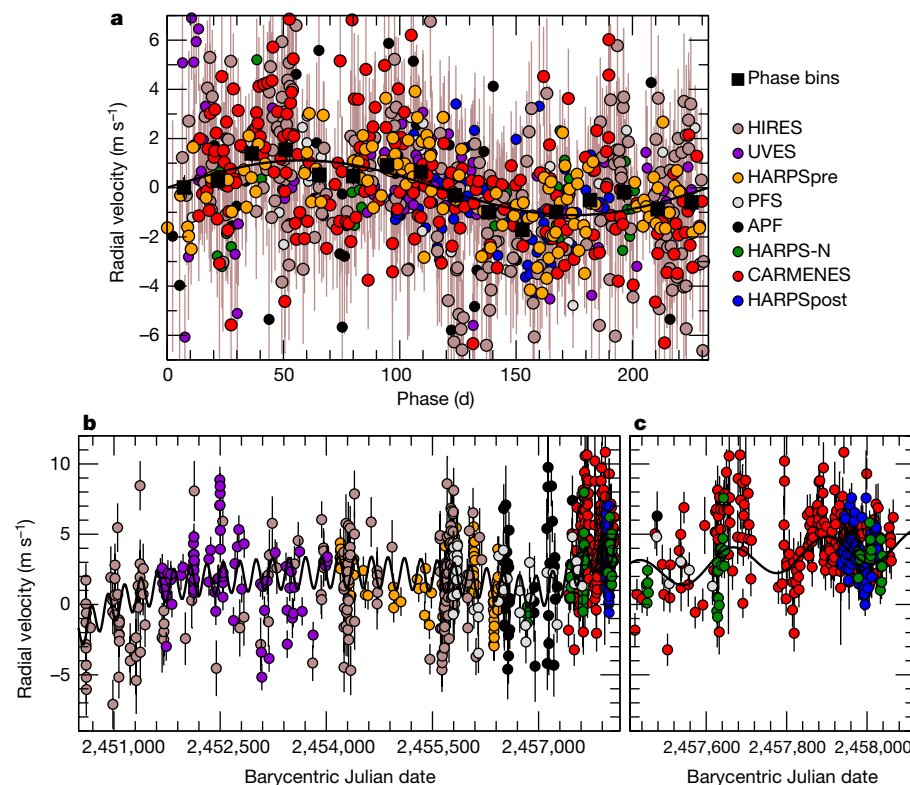 a
6
4
2
0
−2
−4
−6
Radial velocity (m s⁻¹)
0 50 100 150 200
Phase (d)
Phase bins
HIRES
UVES
HARPSpre
PFS
APF
HARPS-N
CARMENES
HARPSpost
b
10
5
0
−5
Radial velocity (m s⁻¹)
2,451,000 2,452,500 2,454,000 2,455,500 2,457,000
Barycentric Julian date
c
2,457,600 2,457,800 2,458,000
Barycentric Julian date